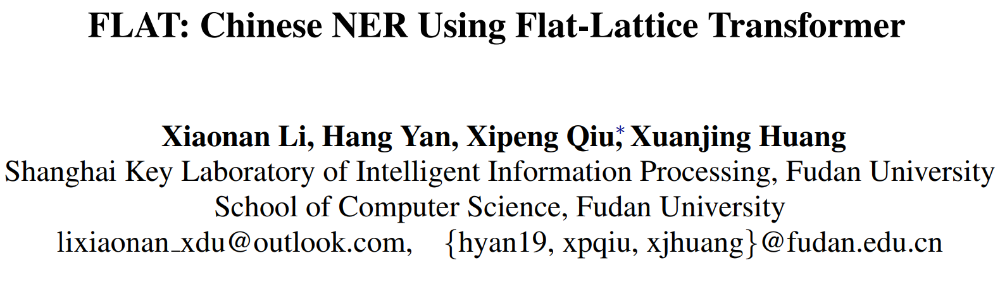 FLAT: Chinese NER Using Flat-Lattice Transformer
Xiaonan Li, Hang Yan, Xipeng Qiu,* Xuanjing Huang
Shanghai Key Laboratory of Intelligent Information Processing, Fudan University
School of Computer Science, Fudan University
lixiaonan_xdu@outlook.com, {hyan19, xpqiu, xjhuang}@fudan.edu.cn